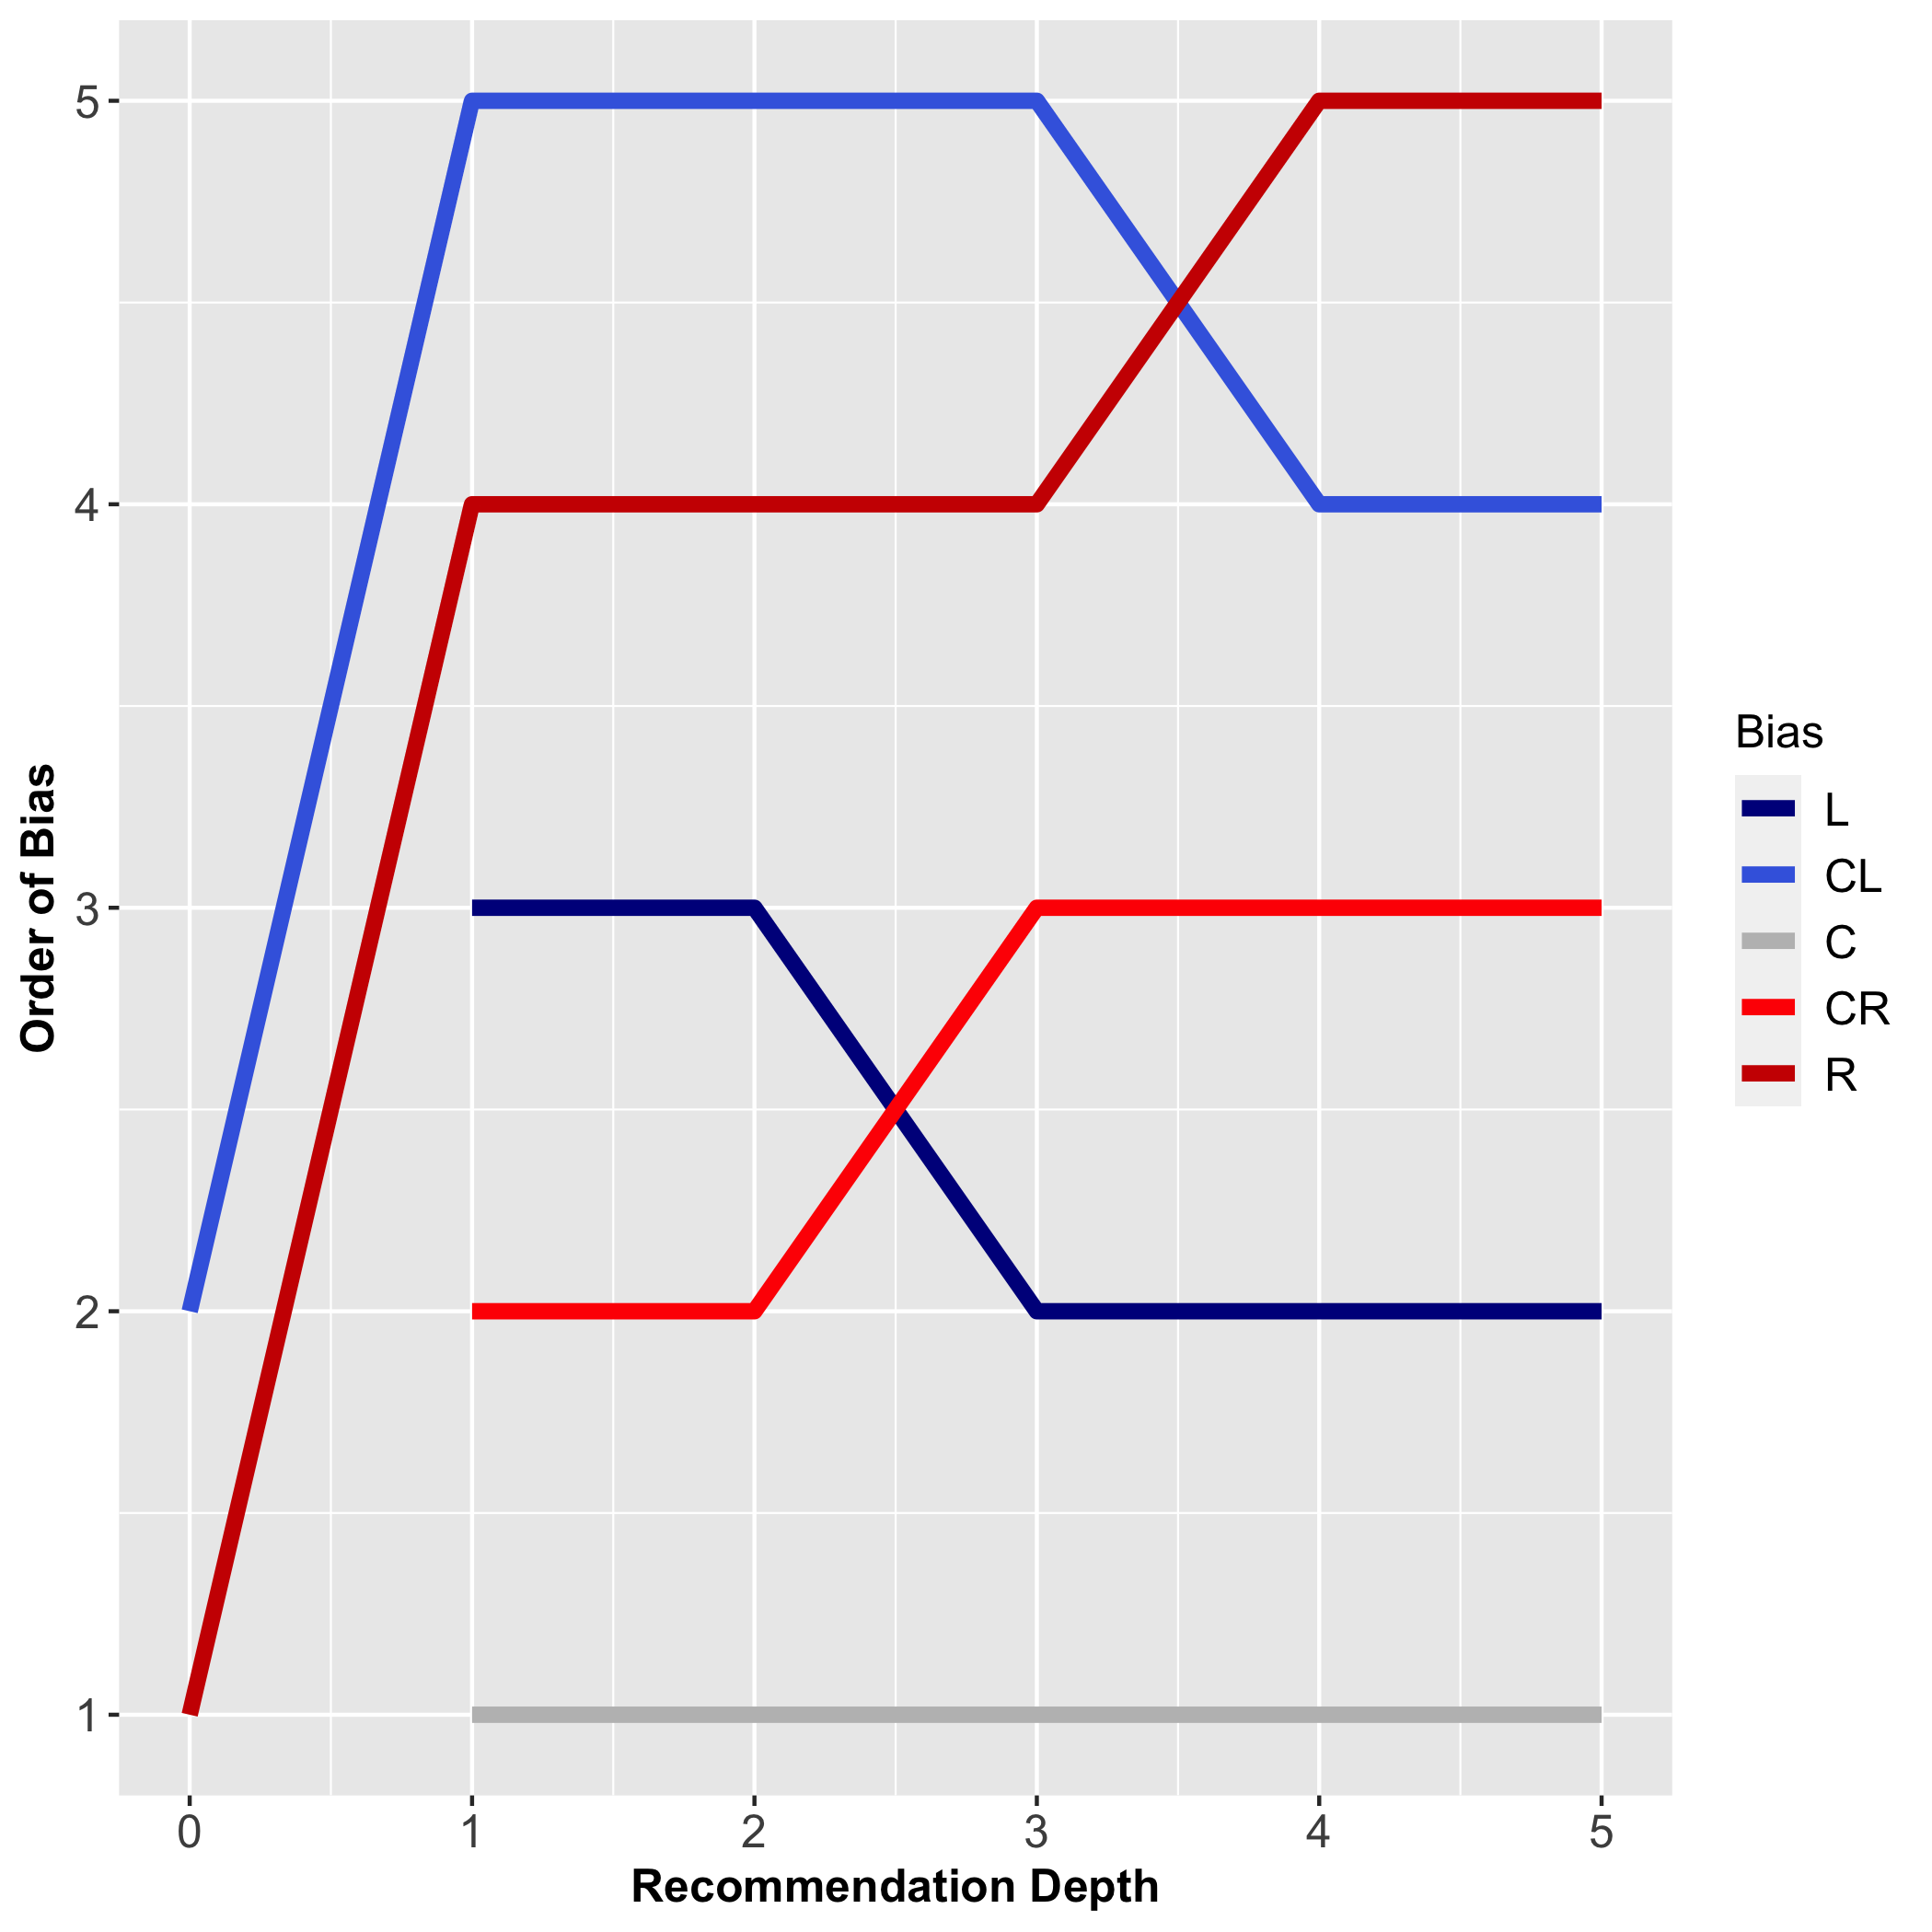 5
4
3
2
1
Order of Bias
0 1 2 3 4 5
Recommendation Depth
Bias
L
CL
C
CR
R